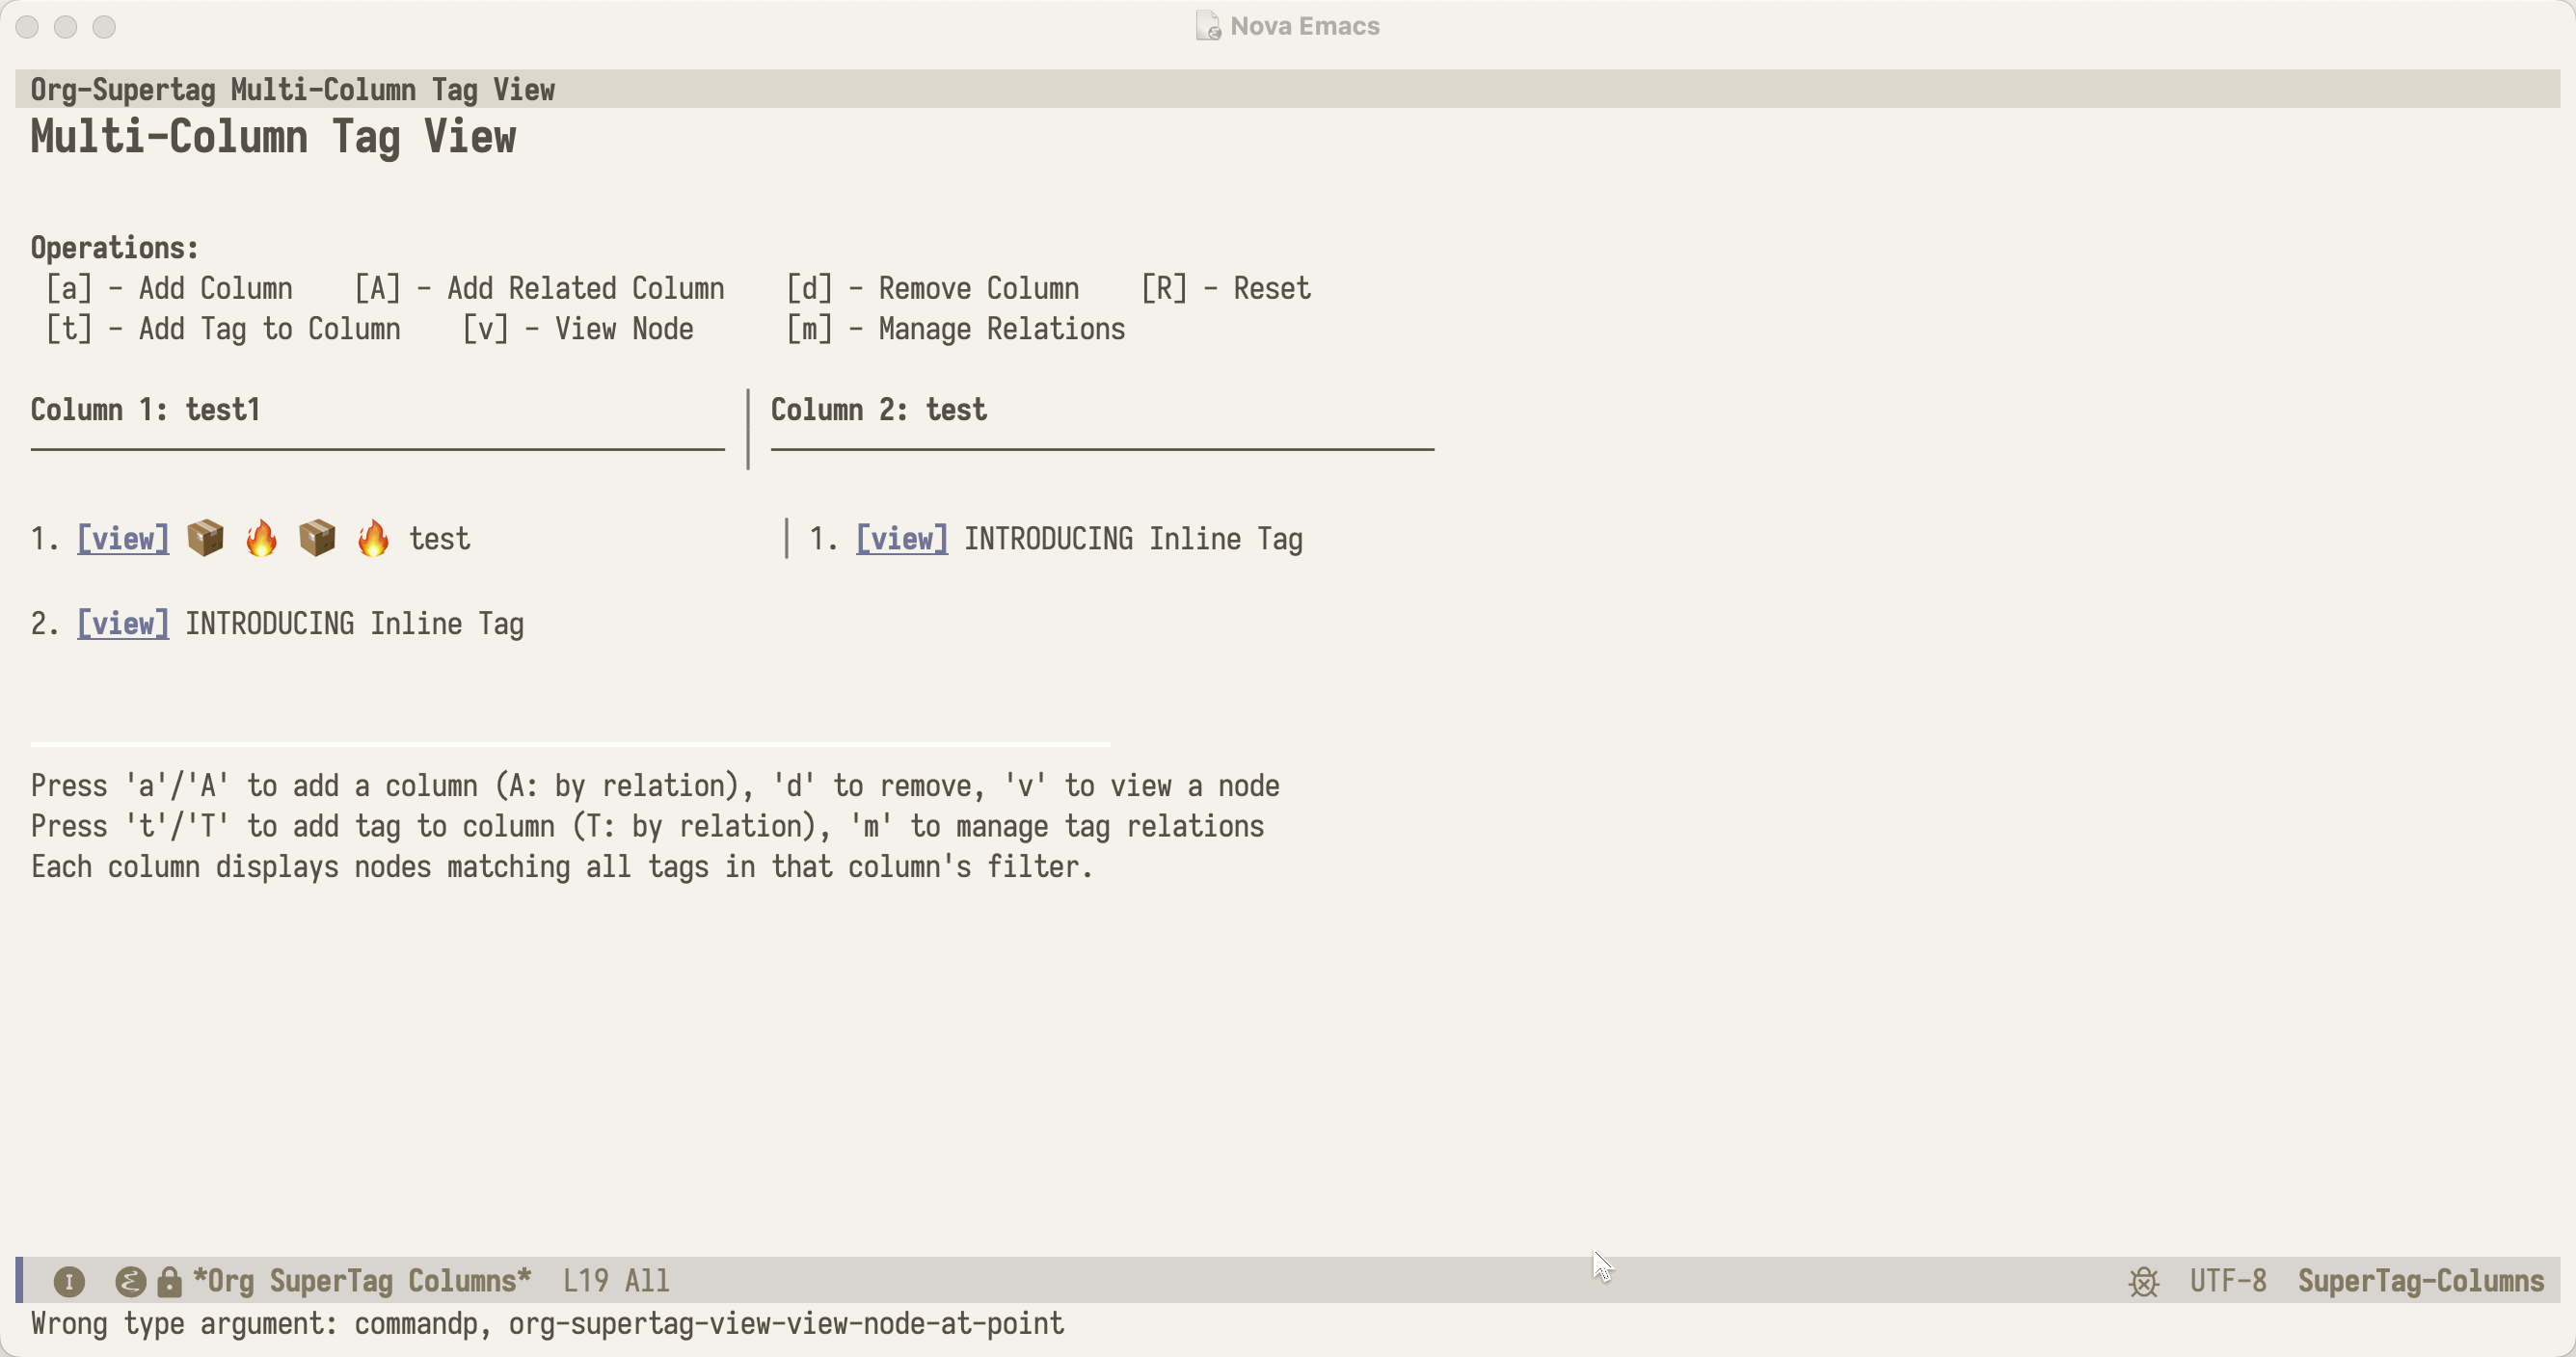 Nova Emacs
Org-Supertag Multi-Column Tag View
Multi-Column Tag View
Operations:
[a] - Add Column    [A] - Add Related Column    [d] - Remove Column    [R] - Reset
[t] - Add Tag to Column    [v] - View Node      [m] - Manage Relations
Column 1: test1 │ Column 2: test
1. [view] 📦 🔥 📦 🔥 test │ 1. [view] INTRODUCING Inline Tag
2. [view] INTRODUCING Inline Tag
Press 'a'/'A' to add a column (A: by relation), 'd' to remove, 'v' to view a node
Press 't'/'T' to add tag to column (T: by relation), 'm' to manage tag relations
Each column displays nodes matching all tags in that column's filter.
*Org SuperTag Columns*  L19 All  UTF-8  SuperTag-Columns
Wrong type argument: commandp, org-supertag-view-view-node-at-point